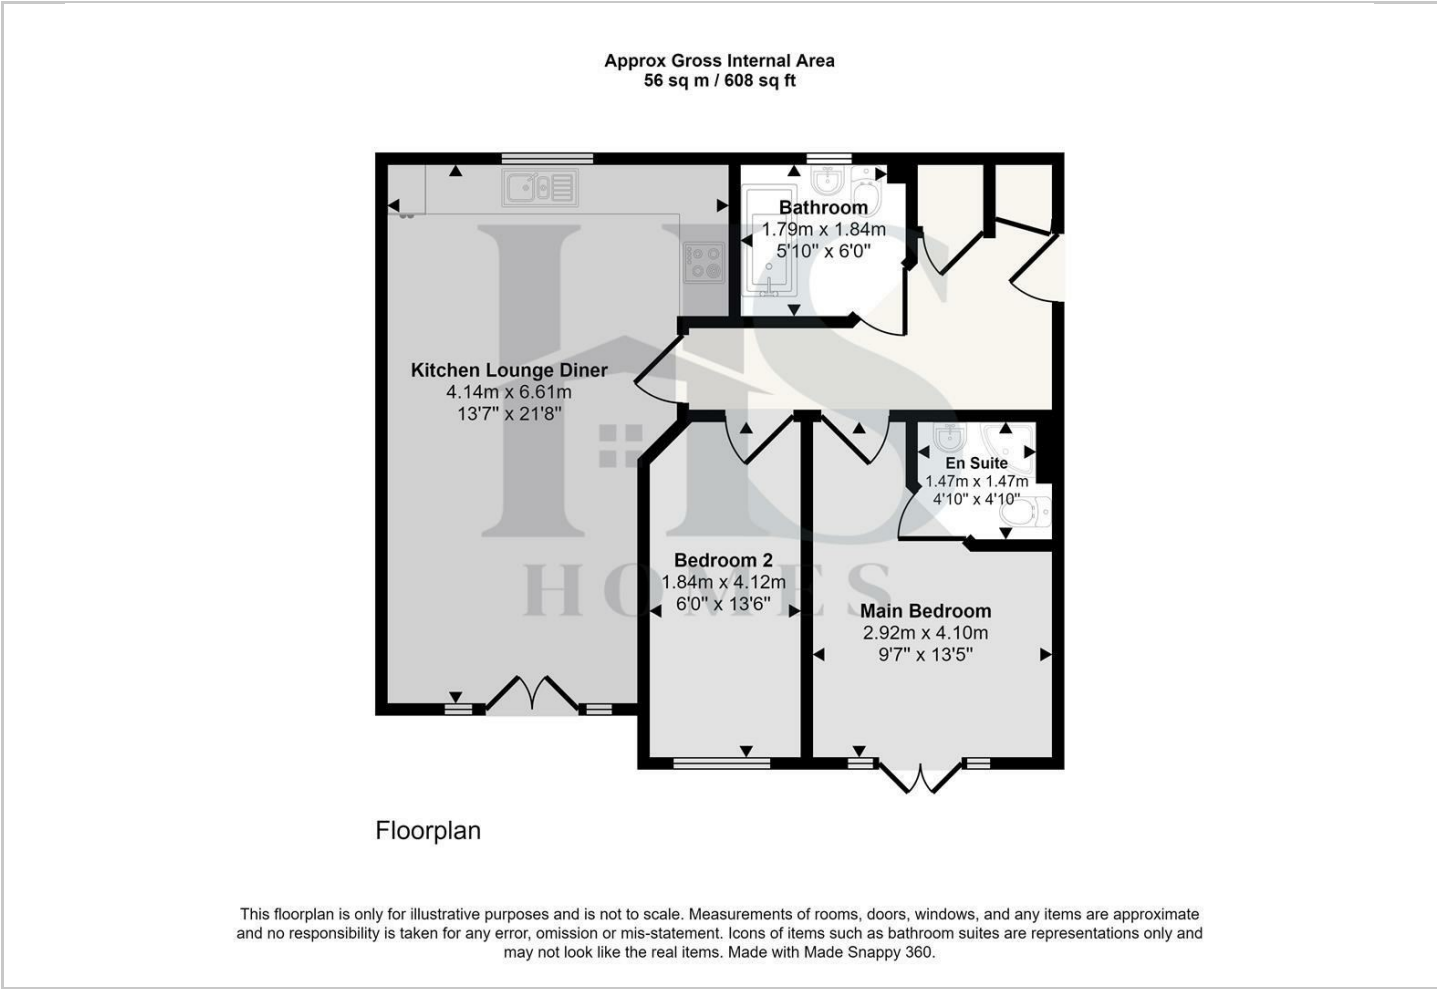 Approx Gross Internal Area
56 sq m / 608 sq ft
Bathroom
1.79m x 1.84m
5'10" x 6'0"
Kitchen Lounge Diner
4.14m x 6.61m
13'7" x 21'8"
En Suite
1.47m x 1.47m
4'10" x 4'10"
Bedroom 2
1.84m x 4.12m
6'0" x 13'6"
Main Bedroom
2.92m x 4.10m
9'7" x 13'5"
HS
HOMES
Floorplan
This floorplan is only for illustrative purposes and is not to scale. Measurements of rooms, doors, windows, and any items are approximate
and no responsibility is taken for any error, omission or mis-statement. Icons of items such as bathroom suites are representations only and
may not look like the real items. Made with Made Snappy 360.